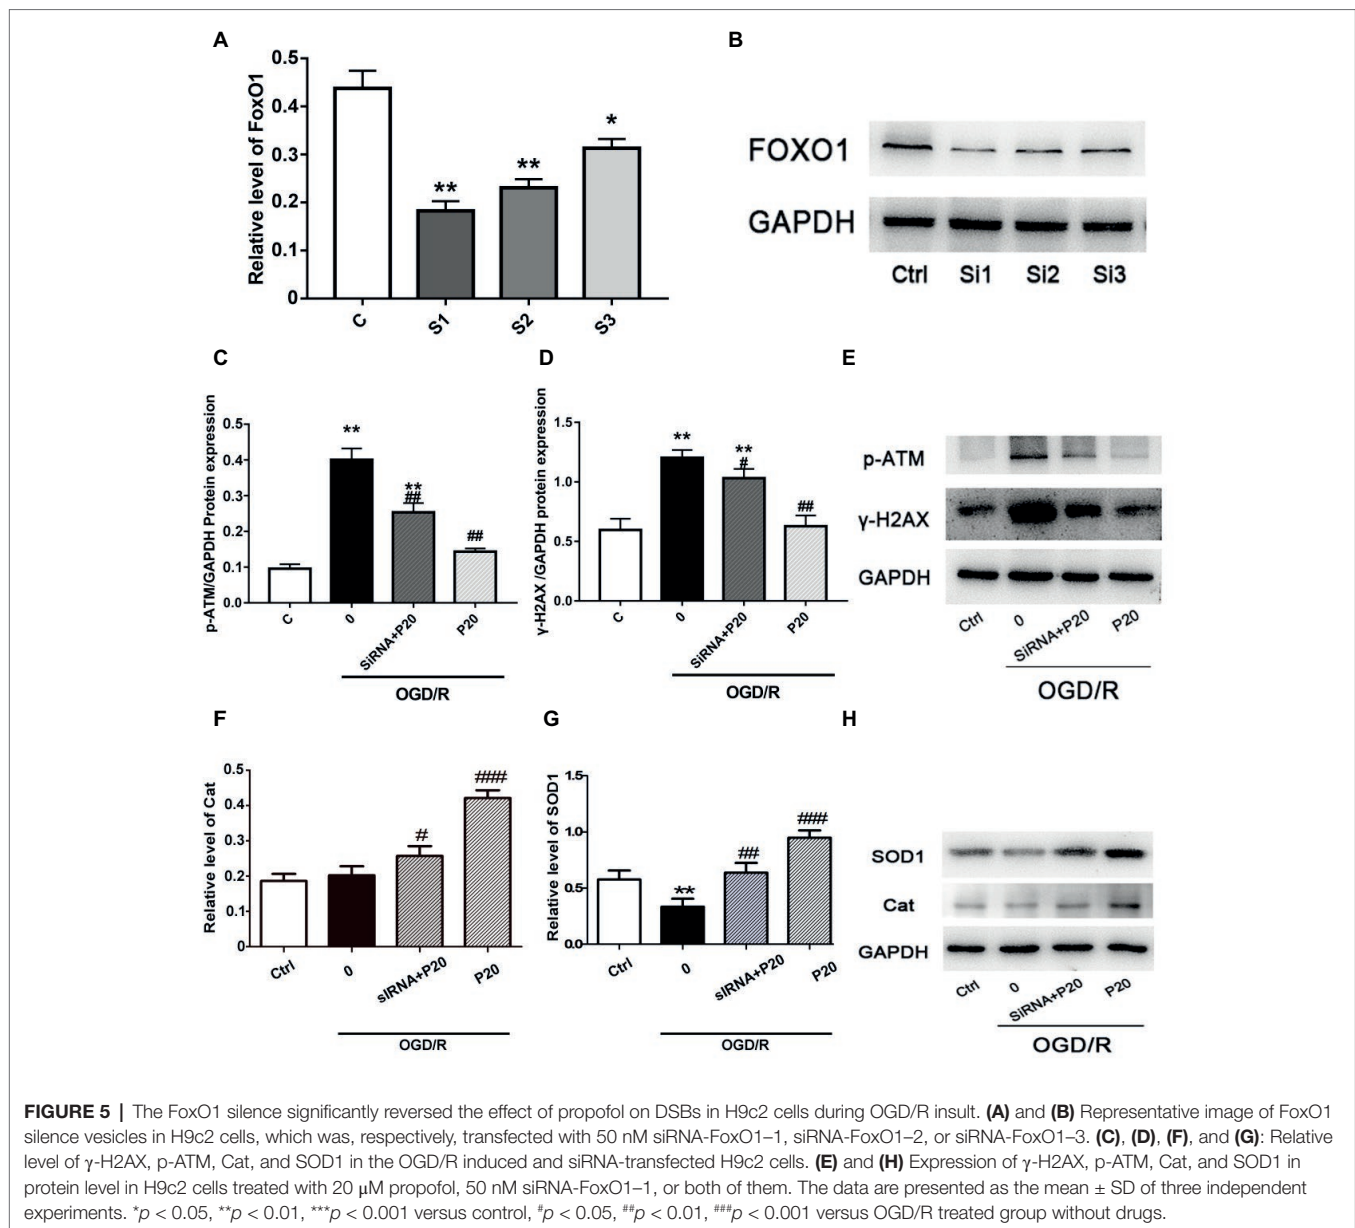 A
Relative level of FoxO1
0.5
0.4
0.3
0.2
0.1
0
**
**
*
C
S1
S2
S3
B
FOXO1
GAPDH
Ctrl
Si1
Si2
Si3
C
p-ATM/GAPDH Protein expression
0.5
0.4
0.3
0.2
0.1
0.0
**
**
##
##
C
0
SiRNA+P20
P20
OGD/R
D
γ-H2AX /GAPDH protein expression
1.5
1.0
0.5
0.0
**
**
#
##
C
0
SiRNA+P20
P20
OGD/R
E
p-ATM
γ-H2AX
GAPDH
Ctrl
0
SiRNA+P20
P20
OGD/R
F
Relative level of Cat
0.5
0.4
0.3
0.2
0.1
0
#
###
Ctrl
0
sIRNA+P20
P20
OGD/R
G
Relative level of SOD1
1.5
1.0
0.5
0.0
**
##
###
Ctrl
0
sIRNA+P20
P20
OGD/R
H
SOD1
Cat
GAPDH
Ctrl
0
SiRNA+P20
P20
OGD/R
FIGURE 5 | The FoxO1 silence significantly reversed the effect of propofol on DSBs in H9c2 cells during OGD/R insult. (A) and (B) Representative image of FoxO1
silence vesicles in H9c2 cells, which was, respectively, transfected with 50 nM siRNA-FoxO1–1, siRNA-FoxO1–2, or siRNA-FoxO1–3. (C), (D), (F), and (G): Relative
level of γ-H2AX, p-ATM, Cat, and SOD1 in the OGD/R induced and siRNA-transfected H9c2 cells. (E) and (H) Expression of γ-H2AX, p-ATM, Cat, and SOD1 in
protein level in H9c2 cells treated with 20 μM propofol, 50 nM siRNA-FoxO1–1, or both of them. The data are presented as the mean ± SD of three independent
experiments. *p < 0.05, **p < 0.01, ***p < 0.001 versus control, #p < 0.05, ##p < 0.01, ###p < 0.001 versus OGD/R treated group without drugs.